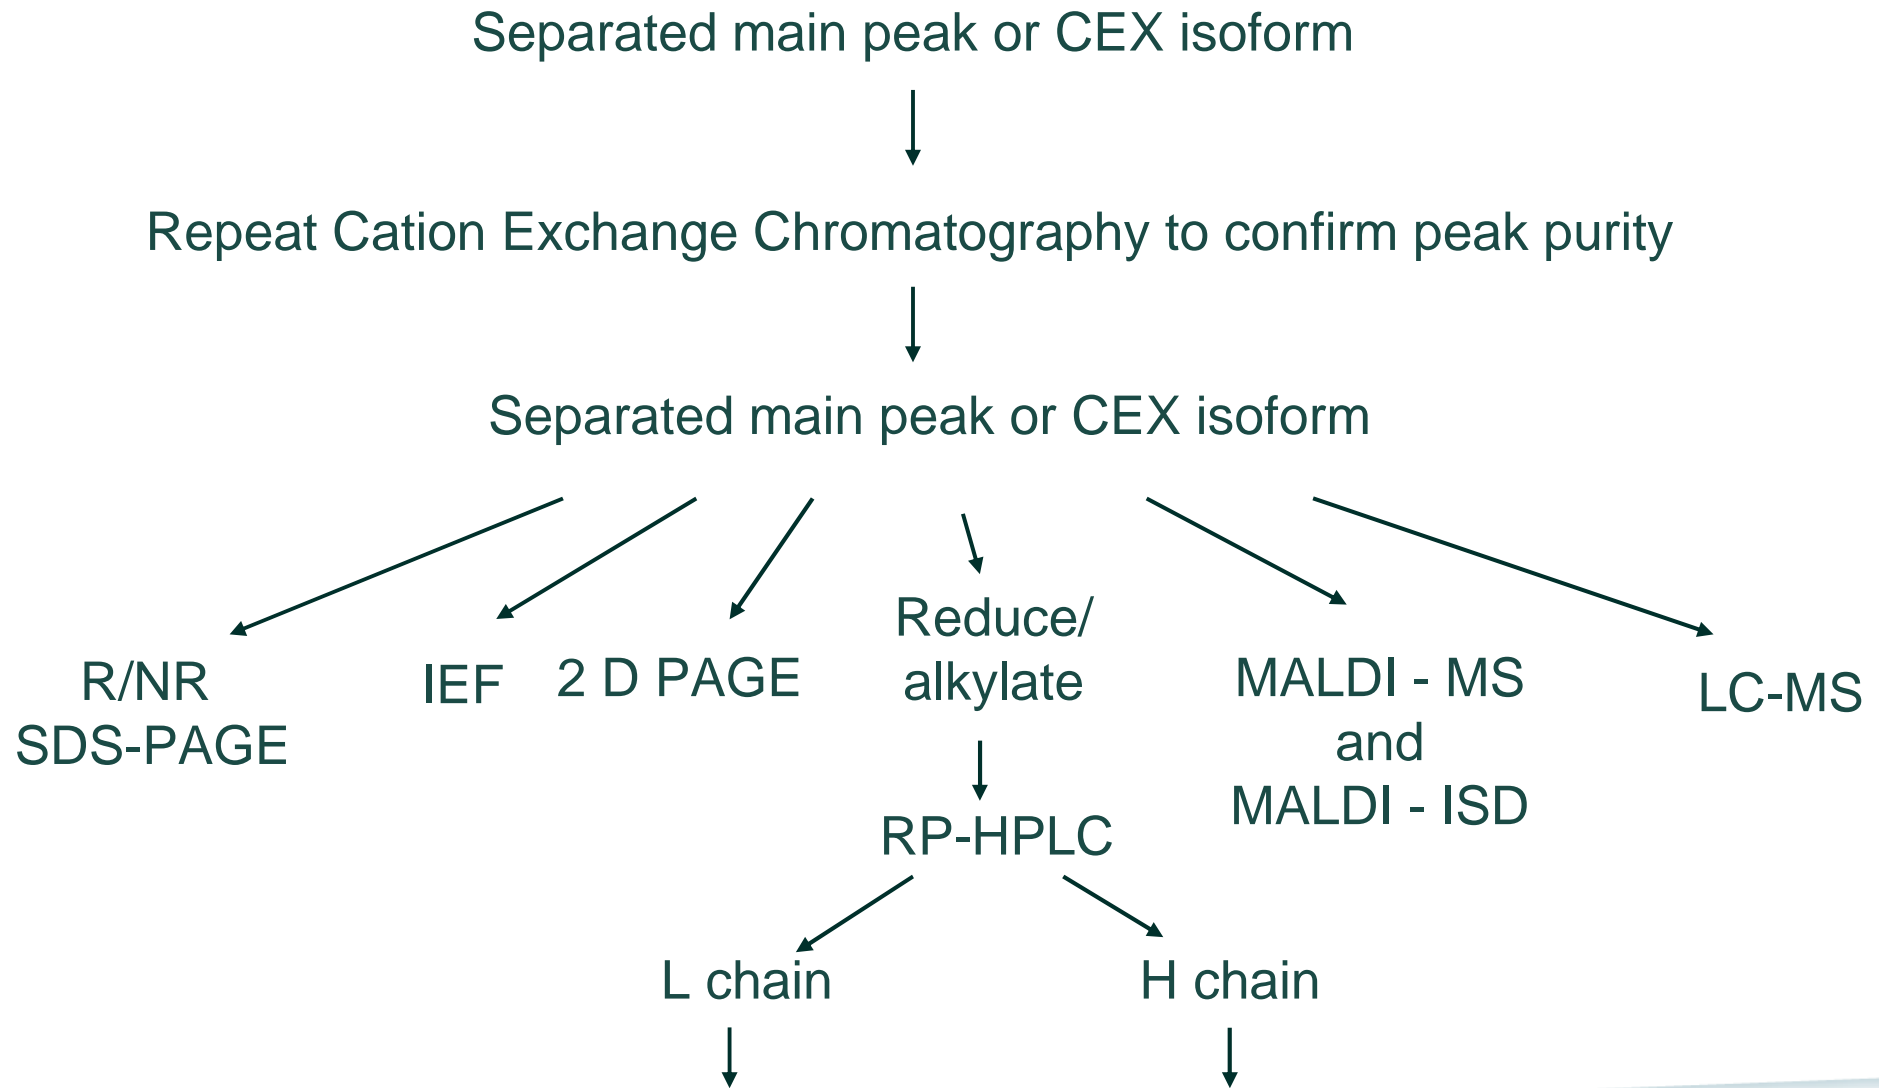 Separated main peak or CEX isoform
Repeat Cation Exchange Chromatography to confirm peak purity
Separated main peak or CEX isoform
R/NR
SDS-PAGE
IEF
2 D PAGE
Reduce/
alkylate
MALDI - MS
and
MALDI - ISD
LC-MS
RP-HPLC
L chain
H chain